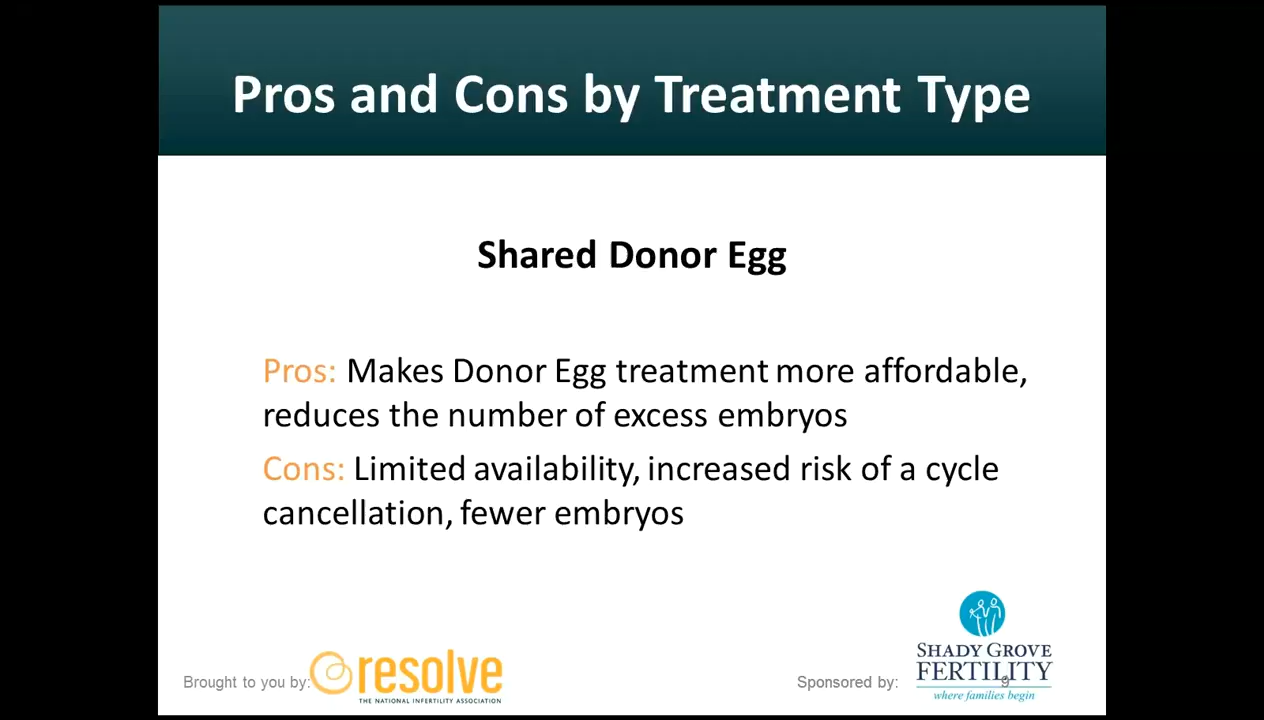 Pros and Cons by Treatment Type
Shared Donor Egg
Pros: Makes Donor Egg treatment more affordable,
reduces the number of excess embryos
Cons: Limited availability, increased risk of a cycle
cancellation, fewer embryos
Brought to you by:
resolve
THE NATIONAL INFERTILITY ASSOCIATION
Sponsored by:
SHADY GROVE
FERTILITY
9
where families begin